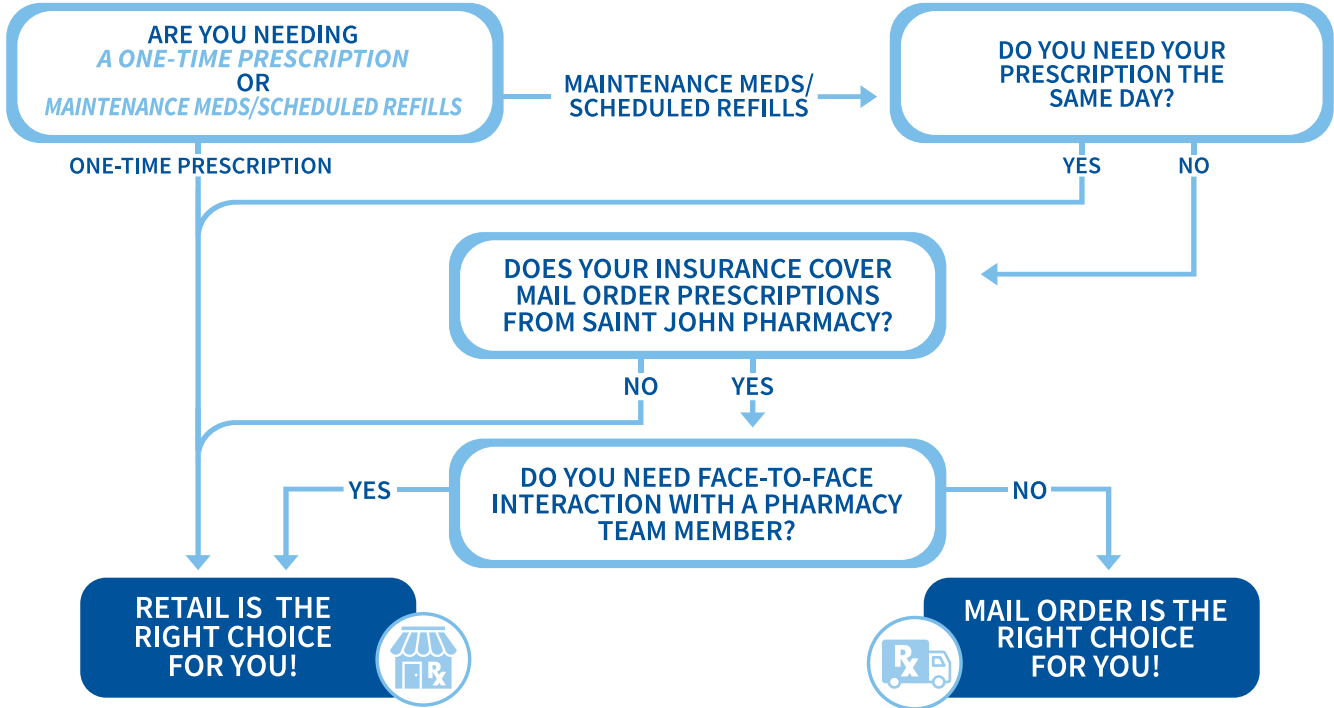 ARE YOU NEEDING
A ONE-TIME PRESCRIPTION
OR
MAINTENANCE MEDS/SCHEDULED REFILLS
MAINTENANCE MEDS/
SCHEDULED REFILLS
DO YOU NEED YOUR
PRESCRIPTION THE
SAME DAY?
ONE-TIME PRESCRIPTION
YES
NO
DOES YOUR INSURANCE COVER
MAIL ORDER PRESCRIPTIONS
FROM SAINT JOHN PHARMACY?
NO
YES
DO YOU NEED FACE-TO-FACE
INTERACTION WITH A PHARMACY
TEAM MEMBER?
YES
NO
RETAIL IS THE
RIGHT CHOICE
FOR YOU!
Rx
MAIL ORDER IS THE
RIGHT CHOICE
FOR YOU!
Rx